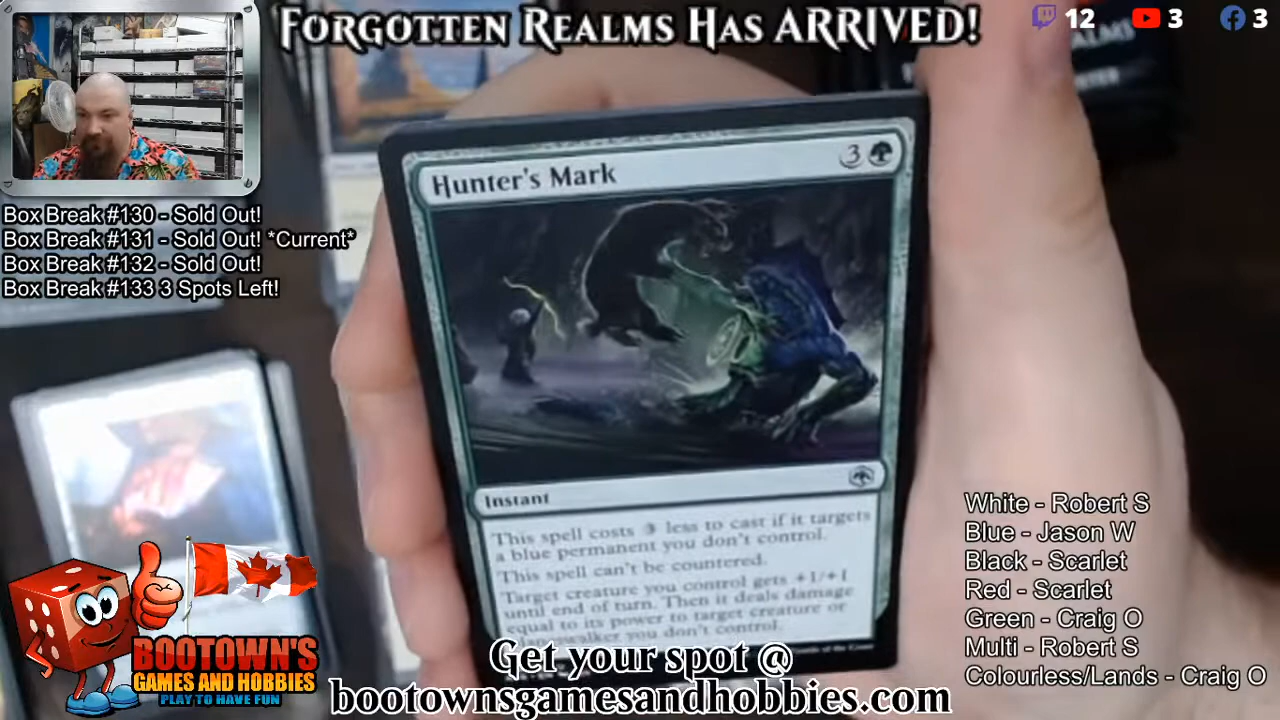 FORGOTTEN REALMS HAS ARRIVED!
12 3 3
REALMS
Box Break #130 - Sold Out!
Box Break #131 - Sold Out! *Current*
Box Break #132 - Sold Out!
Box Break #133 3 Spots Left!
Hunter's Mark 3
Instant
This spell costs 3 less to cast if it targets
a blue permanent you don't control.
This spell can't be countered.
Target creature you control gets +1/+1
until end of turn. Then it deals damage
equal to its power to target creature or
planeswalker you don't control.
White - Robert S
Blue - Jason W
Black - Scarlet
Red - Scarlet
Green - Craig O
Multi - Robert S
Colourless/Lands - Craig O
BOOTOWN'S
GAMES AND HOBBIES
PLAY TO HAVE FUN
Get your spot @
bootownsgamesandhobbies.com